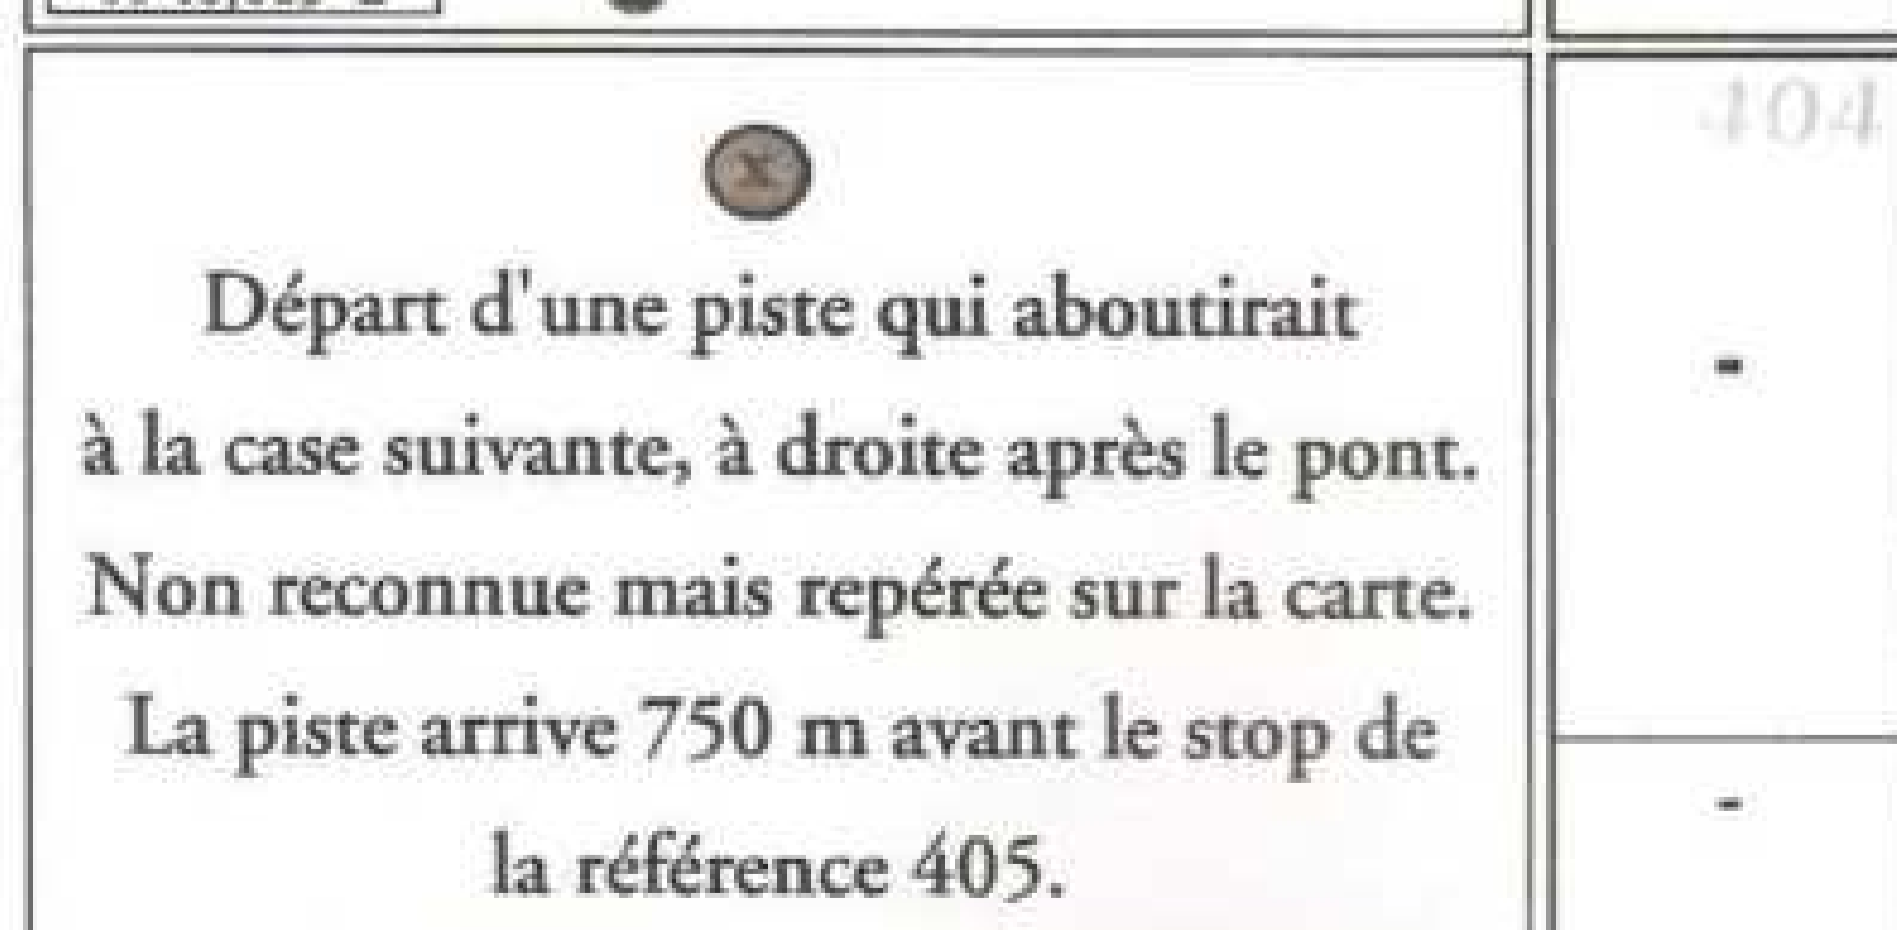 404
X
Départ d'une piste qui aboutirait
-
à la case suivante, à droite après le pont.
Non reconnue mais repérée sur la carte.
La piste arrive 750 m avant le stop de
-
la référence 405.